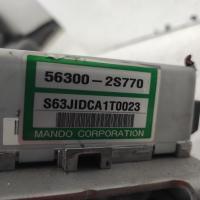 56300-2S770
S63JIDCA1T0023
MANDO CORPORATION